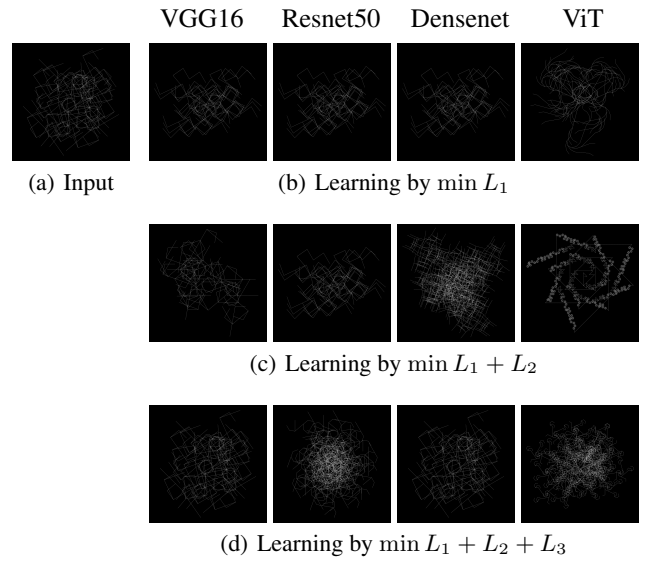 VGG16 Resnet50 Densenet ViT
(a) Input
(b) Learning by min L₁
(c) Learning by min L₁ + L₂
(d) Learning by min L₁ + L₂ + L₃